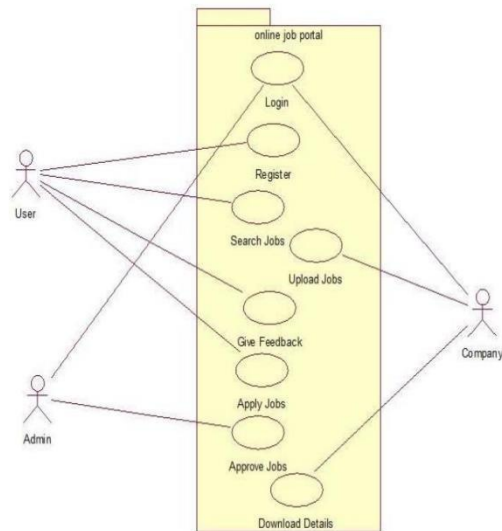 online job portal
Login
Register
User
Search Jobs
Upload Jobs
Give Feedback
Company
Apply Jobs
Admin
Approve Jobs
Download Details